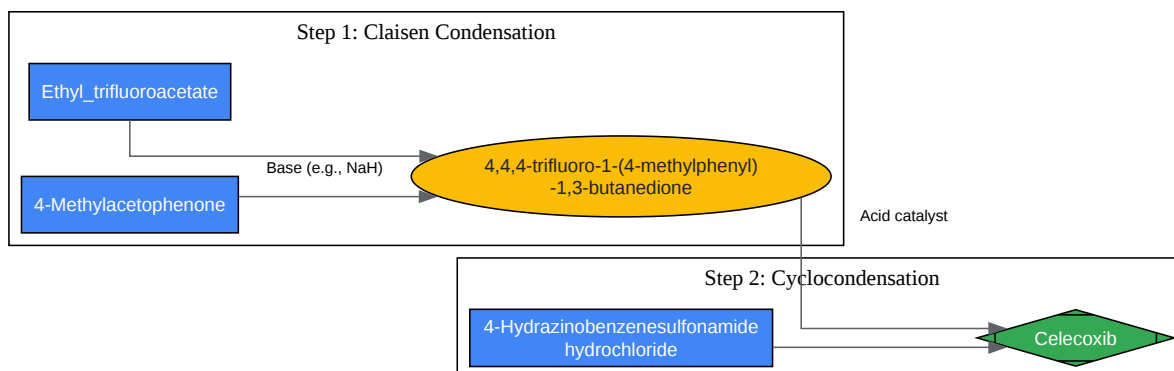 Step 1: Claisen Condensation
Ethyl_trifluoroacetate
Base (e.g., NaH)
4-Methylacetophenone
4,4,4-trifluoro-1-(4-methylphenyl)
-1,3-butanedione
Acid catalyst
Step 2: Cyclocondensation
4-Hydrazinobenzenesulfonamide
hydrochloride
Celecoxib